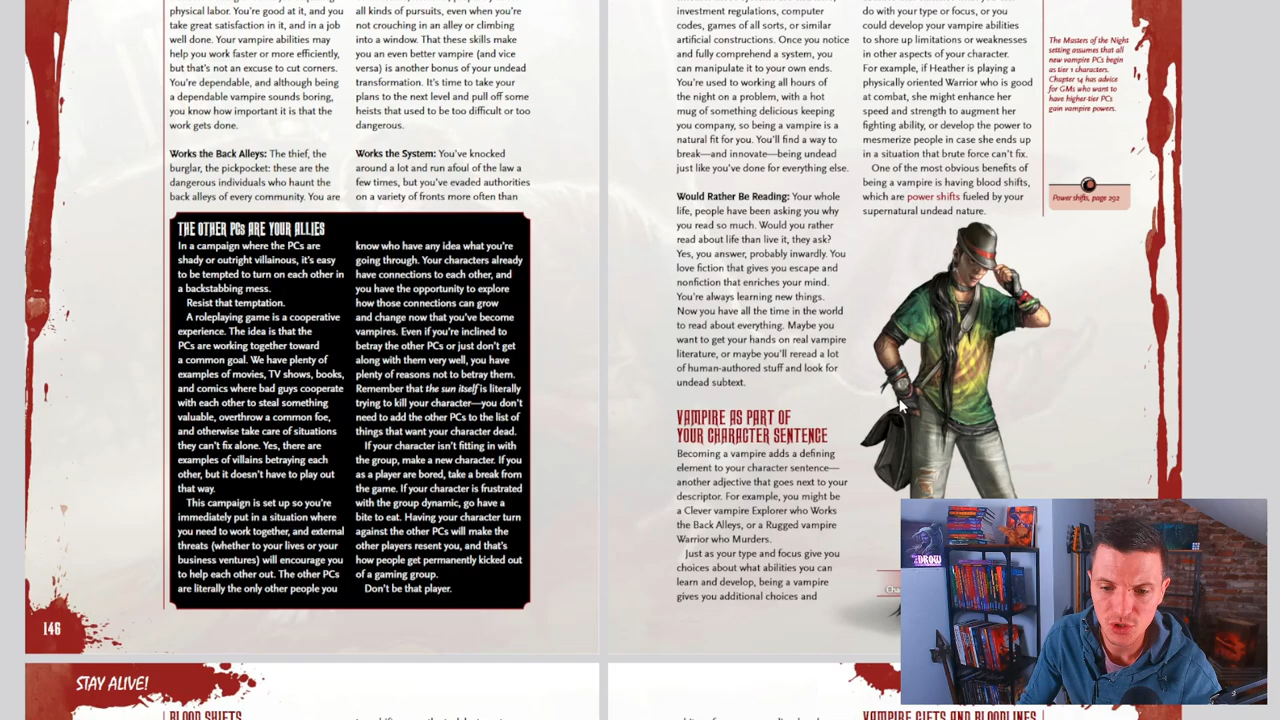 physical labor. You're good at it, and you
take great satisfaction in it, and in a job
well done. Your vampire abilities may
help you work faster or more efficiently,
but that's not an excuse to cut corners.
You're dependable, and although being
a dependable vampire sounds boring,
you know how important it is that the
work gets done.
Works the Back Alleys: The thief, the
burglar, the pickpocket: these are the
dangerous individuals who haunt the
back alleys of every community. You are
all kinds of pursuits, even when you're
not crouching in an alley or climbing
into a window. That these skills make
you an even better vampire (and vice
versa) is another bonus of your undead
transformation. It's time to take your
plans to the next level and pull off some
heists that used to be too difficult or too
dangerous.
Works the System: You've knocked
around a lot and run afoul of the law a
few times, but you've evaded authorities
on a variety of fronts more often than
THE OTHER PCs ARE YOUR ALLIES
In a campaign where the PCs are
shady or outright villainous, it's easy
to be tempted to turn on each other in
a backstabbing mess.
Resist that temptation.
A roleplaying game is a cooperative
experience. The idea is that the
PCs are working together toward
a common goal. We have plenty of
examples of movies, TV shows, books,
and comics where bad guys cooperate
with each other to steal something
valuable, overthrow a common foe,
and otherwise take care of situations
they can't fix alone. Yes, there are
examples of villains betraying each
other, but it doesn't have to play out
that way.
This campaign is set up so you're
immediately put in a situation where
you need to work together, and external
threats (whether to your lives or your
business ventures) will encourage you
to help each other out. The other PCs
are literally the only other people you
know who have any idea what you're
going through. Your characters already
have connections to each other, and
you have the opportunity to explore
how those connections can grow
and change now that you've become
vampires. Even if you're inclined to
betray the other PCs or just don't get
along with them very well, you have
plenty of reasons not to betray them.
Remember that the sun itself is literally
trying to kill your character—you don't
need to add the other PCs to the list of
things that want your character dead.
If your character isn't fitting in with
the group, make a new character. If you
as a player are bored, take a break from
the game. If your character is frustrated
with the group dynamic, go have a
bite to eat. Having your character turn
against the other PCs will make the
other players resent you, and that's
how people get permanently kicked out
of a gaming group.
Don't be that player.
146
investment regulations, computer
codes, games of all sorts, or similar
artificial constructions. Once you notice
and fully comprehend a system, you
can manipulate it to your own ends.
You're used to working all hours of
the night on a problem, with a hot
mug of something delicious keeping
you company, so being a vampire is a
natural fit for you. You'll find a way to
break—and innovate—being undead
just like you've done for everything else.
Would Rather Be Reading: Your whole
life, people have been asking you why
you read so much. Would you rather
read about life than live it, they ask?
Yes, you answer, probably inwardly. You
love fiction that gives you escape and
nonfiction that enriches your mind.
You're always learning new things.
Now you have all the time in the world
to read about everything. Maybe you
want to get your hands on real vampire
literature, or maybe you'll reread a lot
of human-authored stuff and look for
undead subtext.
VAMPIRE AS PART OF
YOUR CHARACTER SENTENCE
Becoming a vampire adds a defining
element to your character sentence—
another adjective that goes next to your
descriptor. For example, you might be
a Clever vampire Explorer who Works
the Back Alleys, or a Rugged vampire
Warrior who Murders.
Just as your type and focus give you
choices about what abilities you can
learn and develop, being a vampire
gives you additional choices and
do with your type or focus, or you
could develop your vampire abilities
to shore up limitations or weaknesses
in other aspects of your character.
For example, if Heather is playing a
physically oriented Warrior who is good
at combat, she might enhance her
speed and strength to augment her
fighting ability, or develop the power to
mesmerize people in case she ends up
in a situation that brute force can't fix.
One of the most obvious benefits of
being a vampire is having blood shifts,
which are power shifts fueled by your
supernatural undead nature.
The Masters of the Night
setting assumes that all
new vampire PCs begin
as tier 1 characters.
Chapter 14 has advice
for GMs who want to
have higher-tier PCs
gain vampire powers.
Power shifts, page 292
Cha
DROW
STAY ALIVE!
BLOOD SHIFTS
VAMPIRE GIFTS AND BLOODLINES